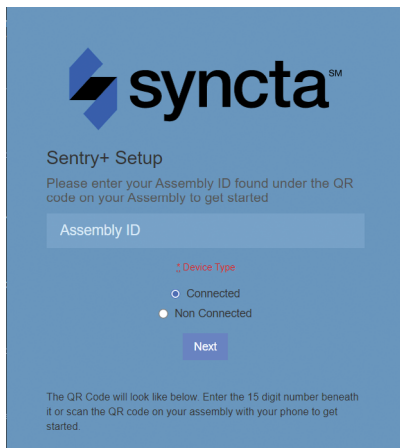 syncta℠
Sentry+ Setup
Please enter your Assembly ID found under the QR
code on your Assembly to get started
Assembly ID
* Device Type
Connected
Non Connected
Next
The QR Code will look like below. Enter the 15 digit number beneath
it or scan the QR code on your assembly with your phone to get
started.